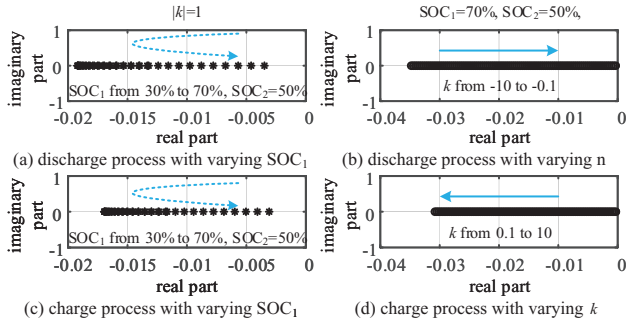 |k|=1
SOC₁=70%, SOC₂=50%,
imaginary
part
1
0
-1
SOC₁ from 30% to 70%, SOC₂=50%
-0.02 -0.015 -0.01 -0.005 0
real part
(a) discharge process with varying SOC₁
imaginary
part
1
0
-1
k from -10 to -0.1
-0.04 -0.03 -0.02 -0.01 0
real part
(b) discharge process with varying n
imaginary
part
1
0
-1
SOC₁ from 30% to 70%, SOC₂=50%
-0.02 -0.015 -0.01 -0.005 0
real part
(c) charge process with varying SOC₁
imaginary
part
1
0
-1
k from 0.1 to 10
-0.04 -0.03 -0.02 -0.01 0
real part
(d) charge process with varying k